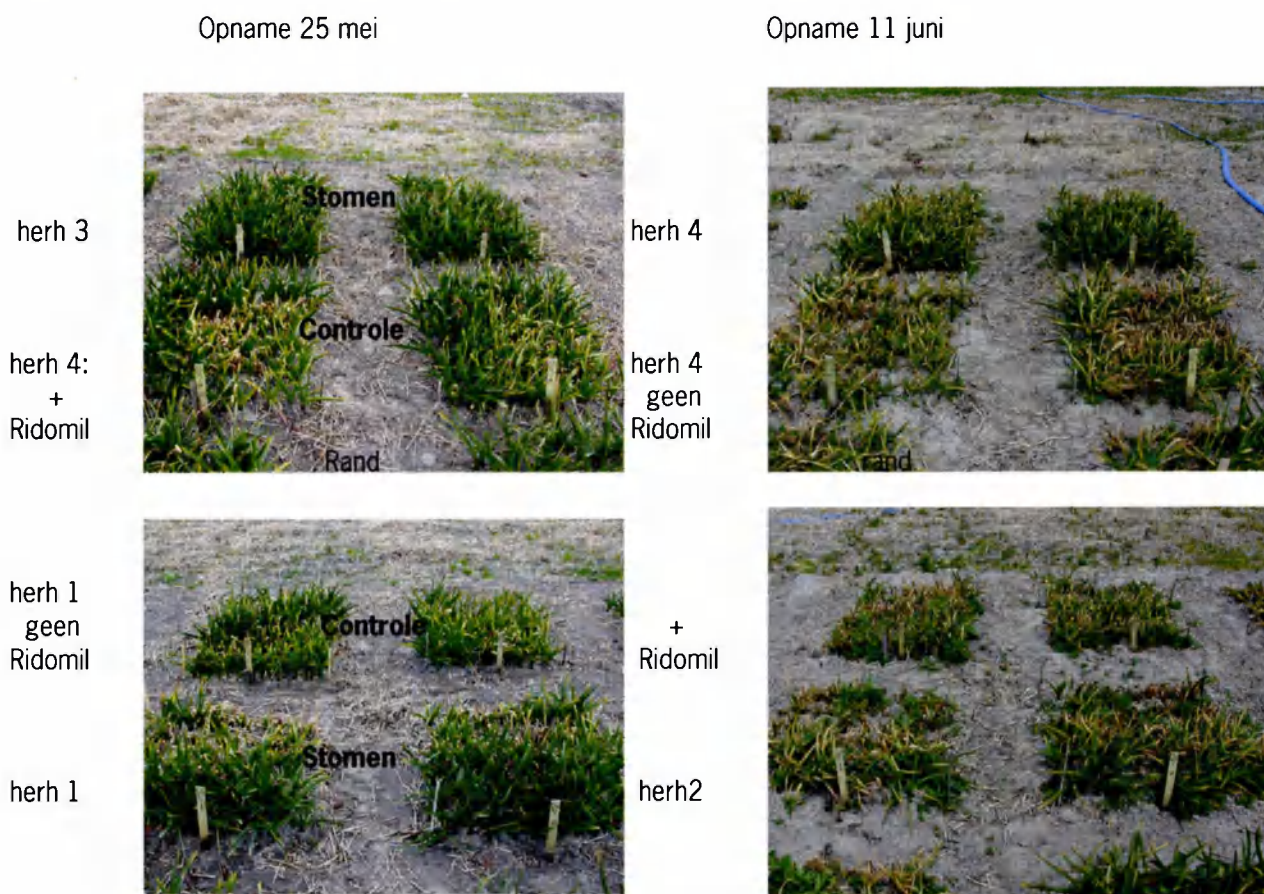 Opname 25 mei
Opname 11 juni
Stomen
herh 3
herh 4
Controle
herh 4:
+
Ridomil
herh 4
geen
Ridomil
Rand
rand
herh 1
geen
Ridomil
Controle
+
Ridomil
Stomen
herh 1
herh2